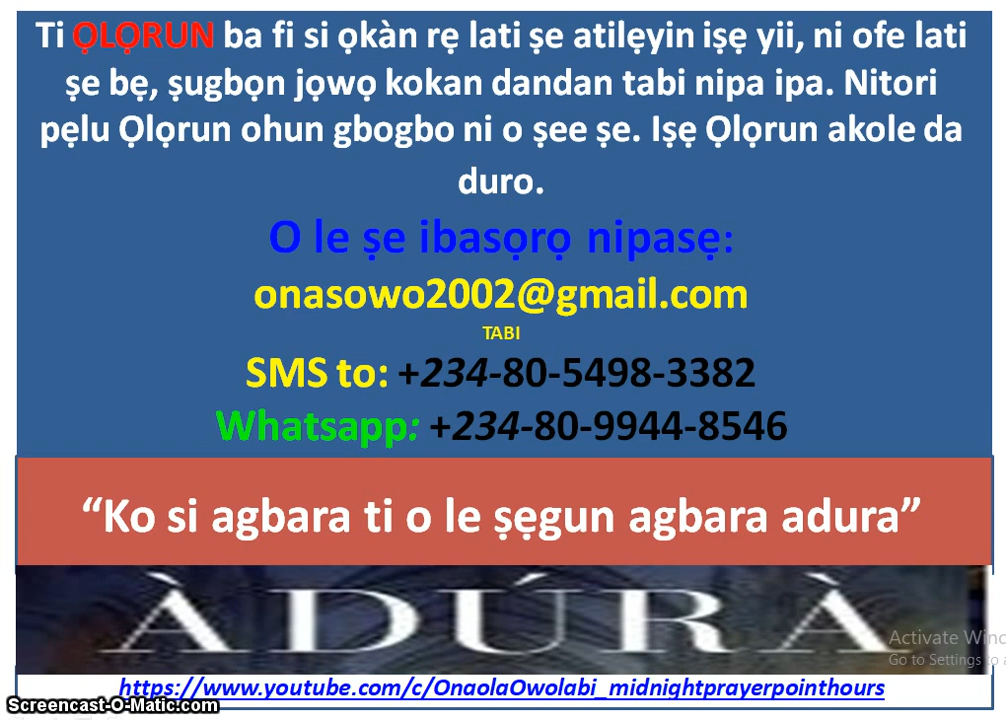 Ti ỌLỌRUN ba fi si ọkàn rẹ lati ṣe atilẹyin iṣẹ yii, ni ofe lati
ṣe bẹ, ṣugbọn jọwọ kokan dandan tabi nipa ipa. Nitori
pẹlu Ọlọrun ohun gbogbo ni o ṣee ṣe. Iṣẹ Ọlọrun akole da
duro.
O le ṣe ibasọrọ nipasẹ:
onasowo2002@gmail.com
TABI
SMS to: +234-80-5498-3382
Whatsapp: +234-80-9944-8546
“Ko si agbara ti o le ṣẹgun agbara adura”
ÀDÚRÀ
Activate Winc
Go to Settings to a
https://www.youtube.com/c/OnaolaOwolabi_midnightprayerpointhours
Screencast-O-Matic.com